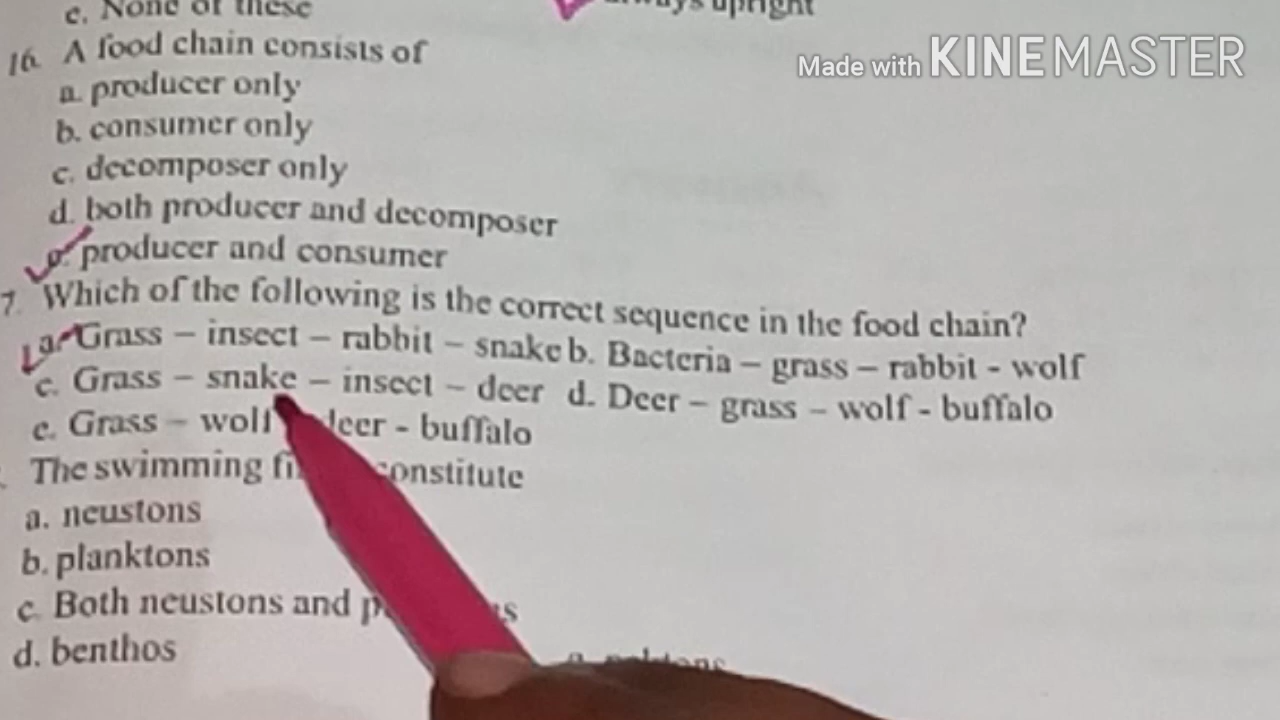 e. None of these
always upright
Made with KINEMASTER
16. A food chain consists of
a. producer only
b. consumer only
c. decomposer only
d. both producer and decomposer
e. producer and consumer
7. Which of the following is the correct sequence in the food chain?
a. Grass – insect – rabbit – snake b. Bacteria – grass – rabbit - wolf
c. Grass – snake – insect – deer d. Deer – grass – wolf - buffalo
e. Grass – wolf deer - buffalo
The swimming constitute
a. neustons
b. planktons
c. Both neustons and
d. benthos